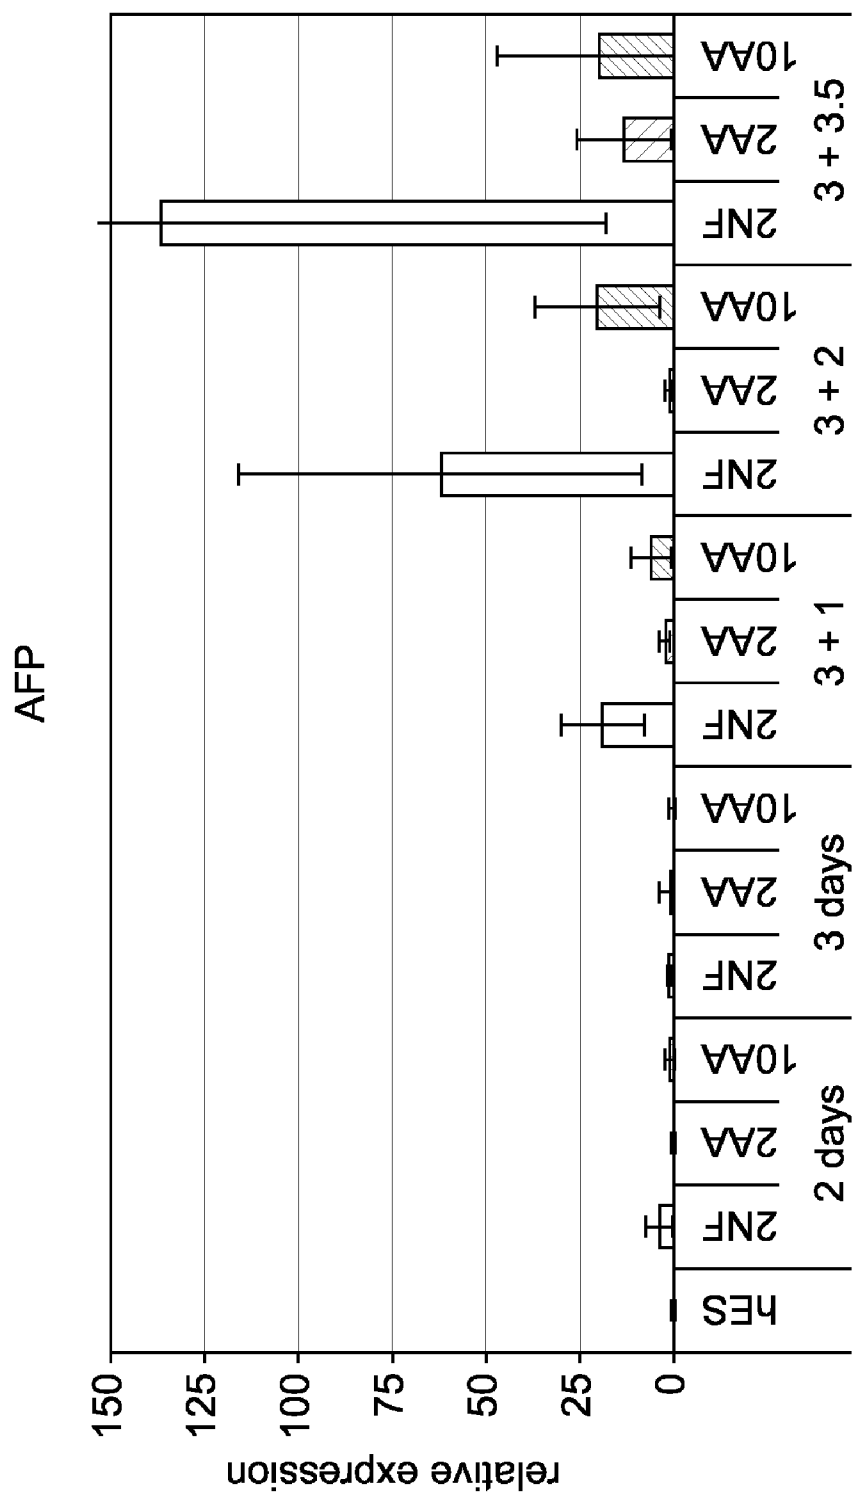 AFP
relative expression
150
125
100
75
50
25
0
hES 2NF 2AA 10AA 2NF 2AA 10AA 2NF 2AA 10AA 2NF 2AA 10AA 2NF 2AA 10AA
2 days 3 days 3 + 1 3 + 2 3 + 3.5